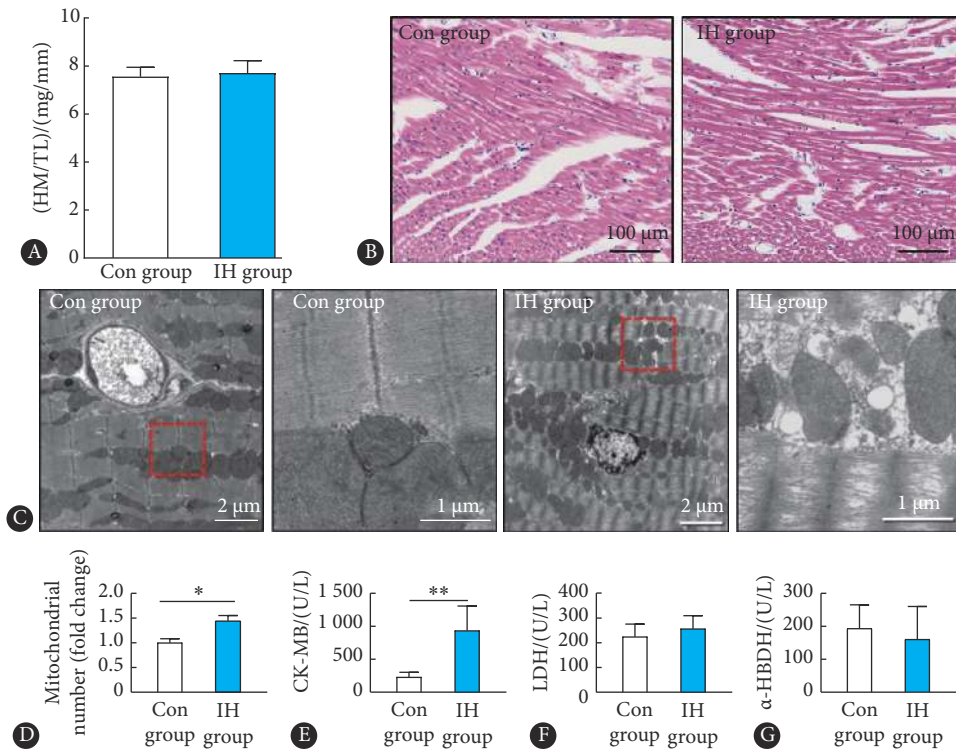 (HM/TL)/(mg/mm)
10
8
6
4
2
0
Con group
IH group
A
Con group
100 μm
IH group
100 μm
B
Con group
2 μm
Con group
1 μm
IH group
2 μm
IH group
1 μm
C
Mitochondrial
number (fold change)
2.0
1.5
1.0
0.5
0
*
Con
group
IH
group
D
CK-MB/(U/L)
1 500
1 000
500
0
**
Con
group
IH
group
E
LDH/(U/L)
400
300
200
100
0
Con
group
IH
group
F
α-HBDH/(U/L)
300
200
100
0
Con
group
IH
group
G